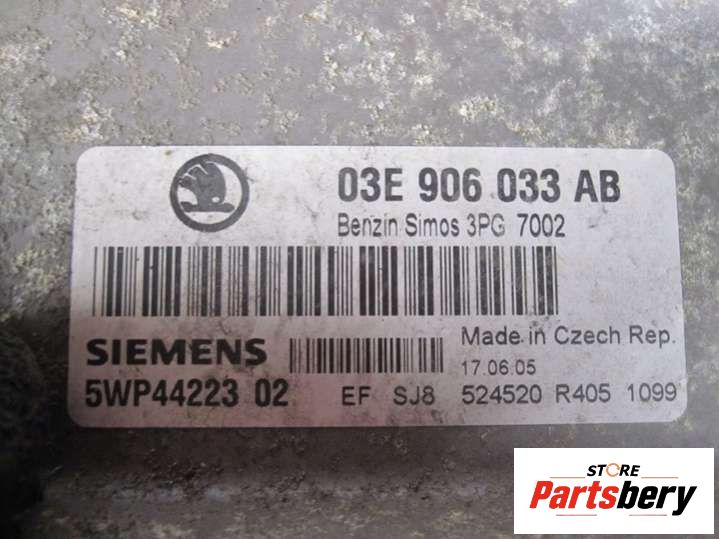 03E 906 033 AB
Benzin Simos 3PG 7002
SIEMENS
Made in Czech Rep.
17.06.05
5WP44223 02
EF SJ8 524520 R405 1099
STORE
Partsbery